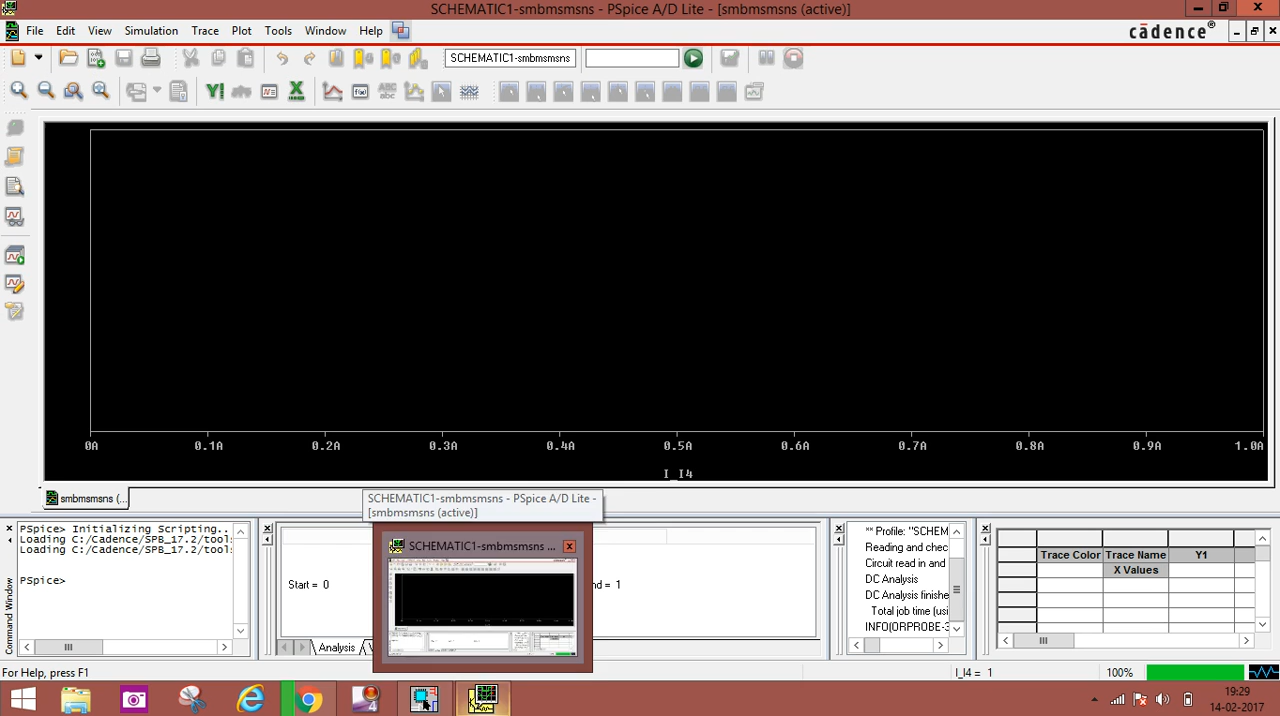 SCHEMATIC1-smbmsmsns - PSpice A/D Lite - [smbmsmsns (active)]
File Edit View Simulation Trace Plot Tools Window Help
cādence®
SCHEMATIC1-smbmsmsns
0A 0.1A 0.2A 0.3A 0.4A 0.5A 0.6A 0.7A 0.8A 0.9A 1.0A
I_I4
smbmsmsns (...
SCHEMATIC1-smbmsmsns - PSpice A/D Lite -
[smbmsmsns (active)]
Command Window
PSpice> Initializing Scripting..
Loading C:/Cadence/SPB_17.2/tool:
Loading C:/Cadence/SPB_17.2/tool:
PSpice>
SCHEMATIC1-smbmsmsns ...
Start = 0
nd = 1
Analysis
** Profile: "SCHEM
Reading and chec
Circuit read in and
DC Analysis
DC Analysis finishe
Total job time (usi
INFO(ORPROBE-3
Trace Color Trace Name Y1
X Values
For Help, press F1
I_I4 = 1
100%
19:29
14-02-2017